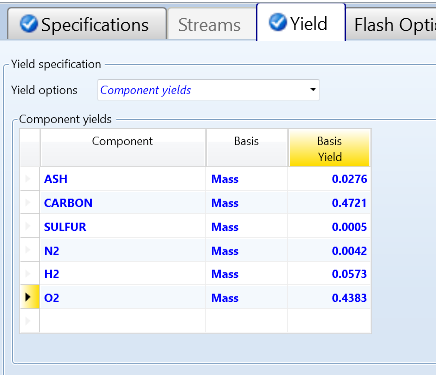 Specifications Streams Yield Flash Opti
Yield specification
Yield options Component yields
Component yields
Component Basis Basis
Yield
ASH Mass 0.0276
CARBON Mass 0.4721
SULFUR Mass 0.0005
N2 Mass 0.0042
H2 Mass 0.0573
O2 Mass 0.4383